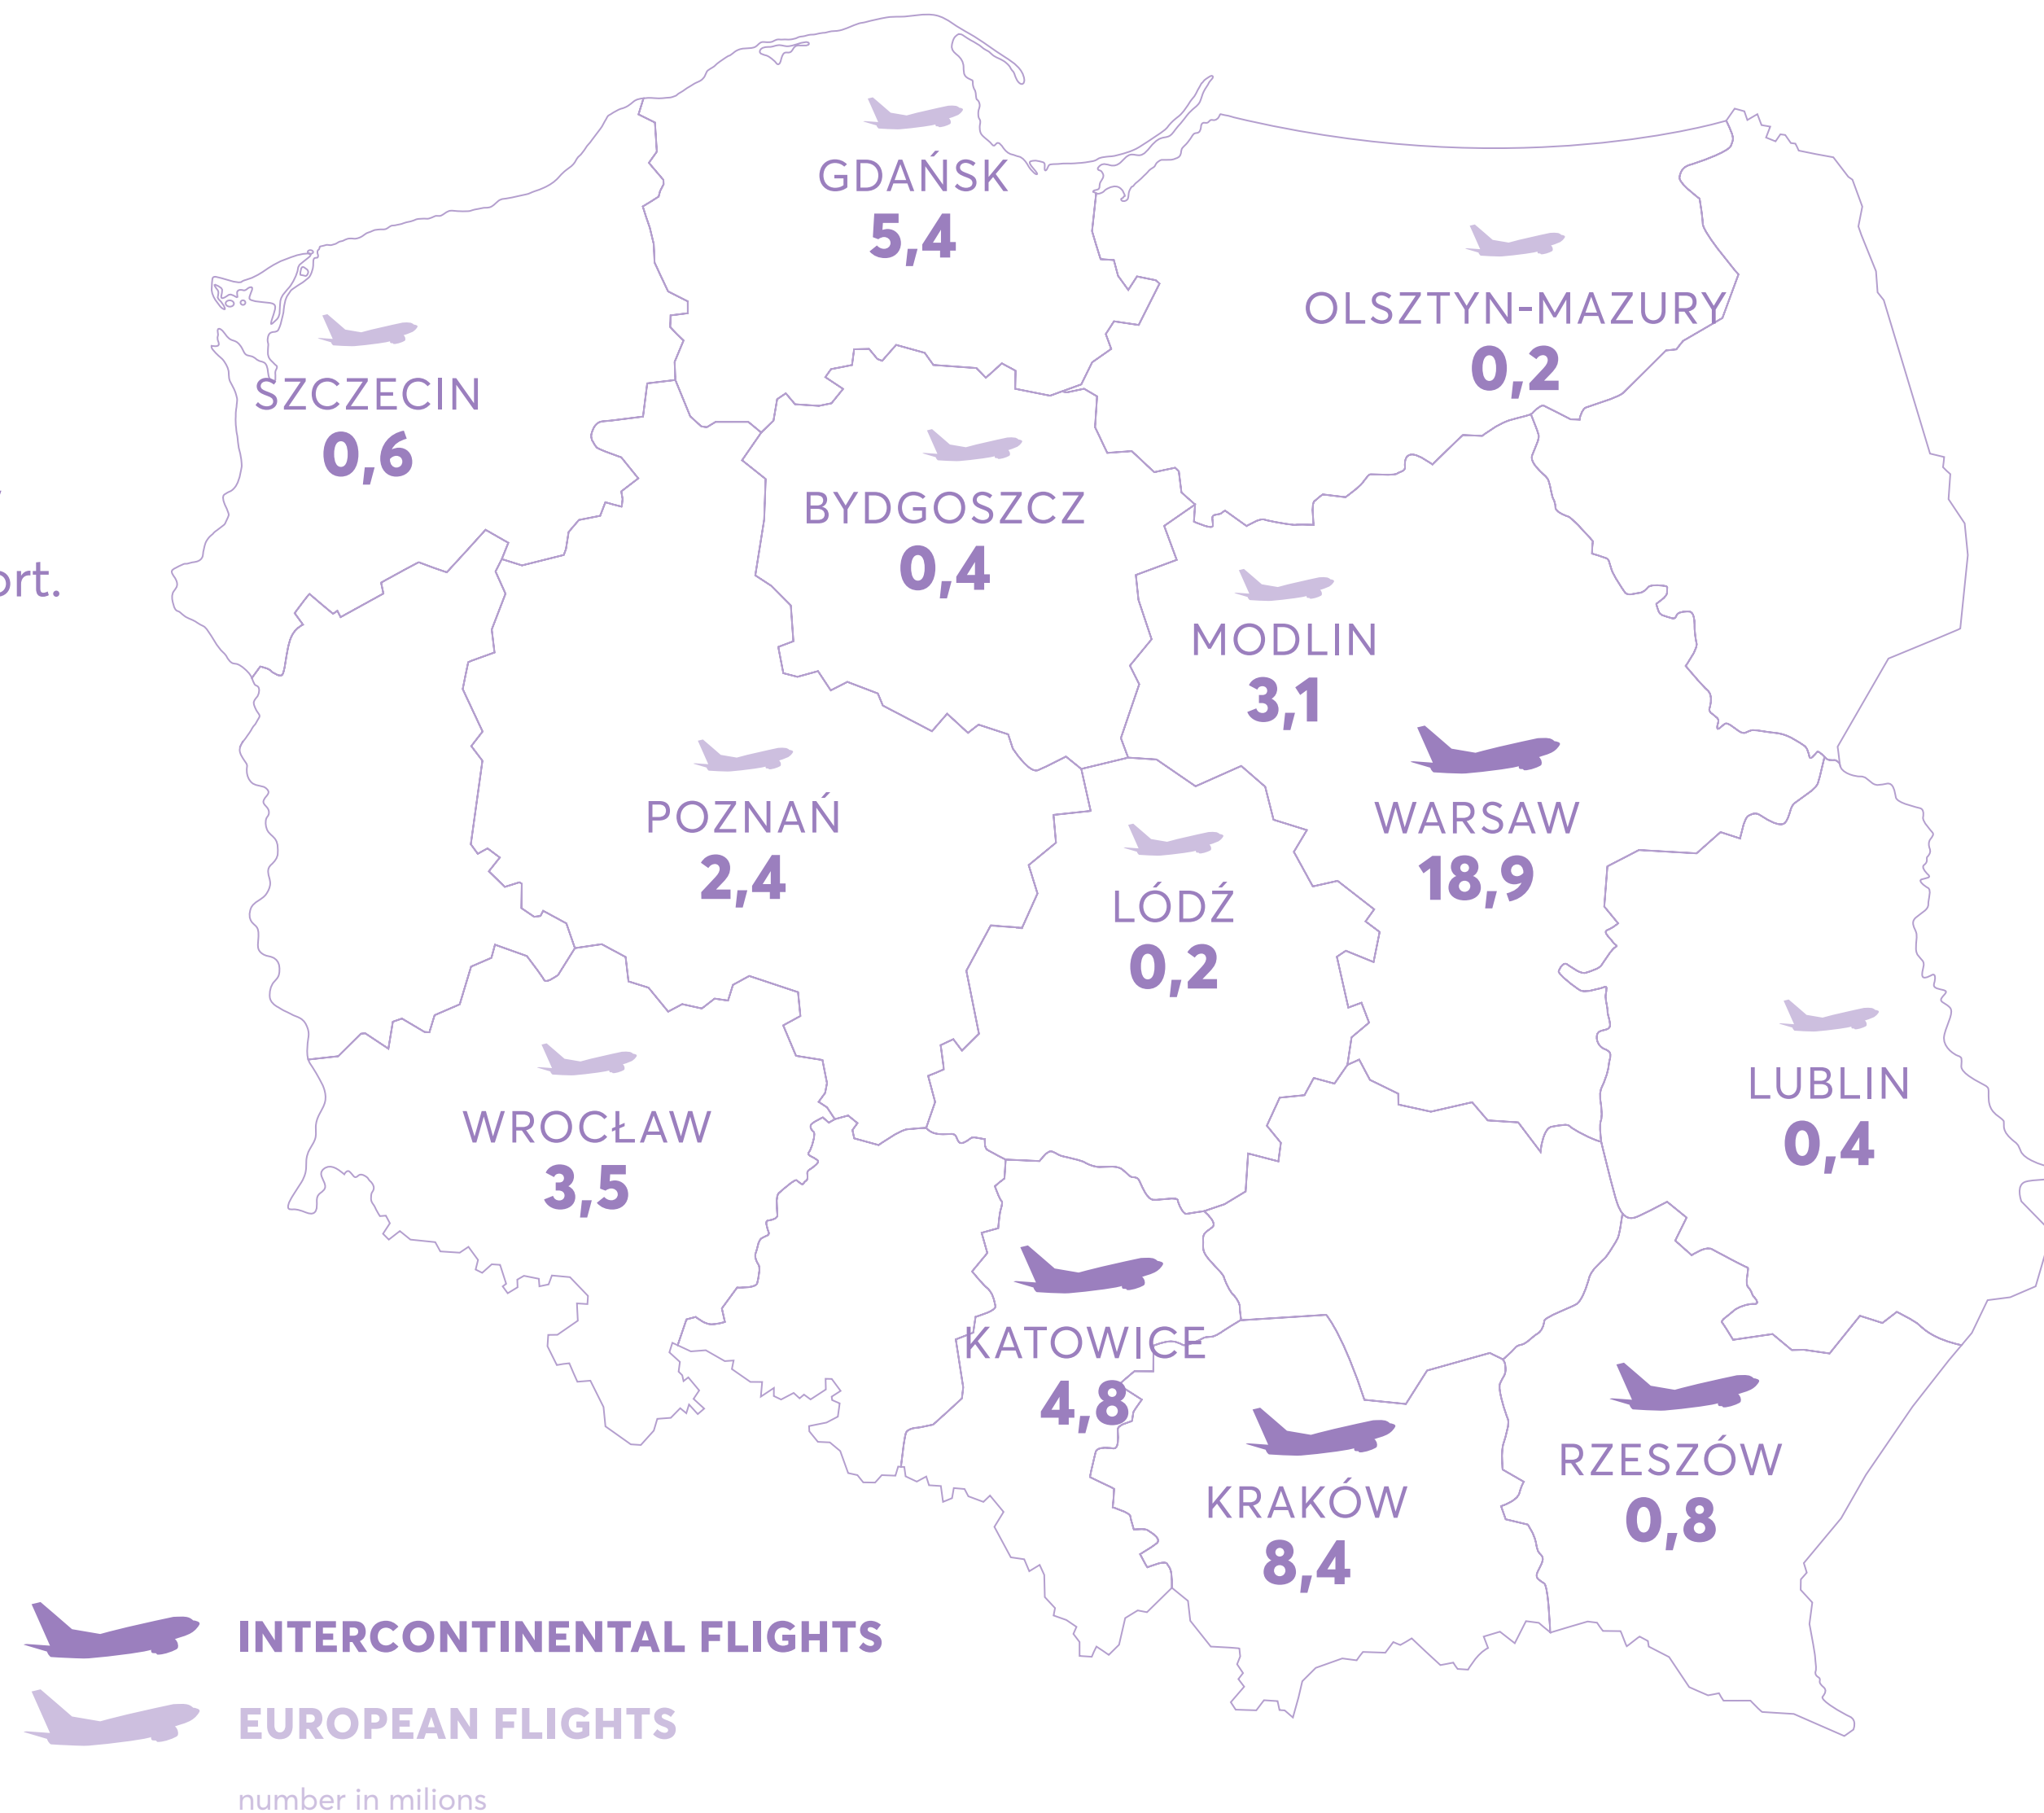 GDAŃSK
5,4
OLSZTYN-MAZURY
0,2
SZCZECIN
0,6
BYDGOSZCZ
0,4
ort.
MODLIN
3,1
POZNAŃ
2,4
WARSAW
18,9
LÓDŹ
0,2
LUBLIN
0,4
WROCŁAW
3,5
KATOWICE
4,8
RZESZÓW
0,8
KRAKÓW
8,4
INTERCONTINENTAL FLIGHTS
EUROPEAN FLIGHTS
number in milions